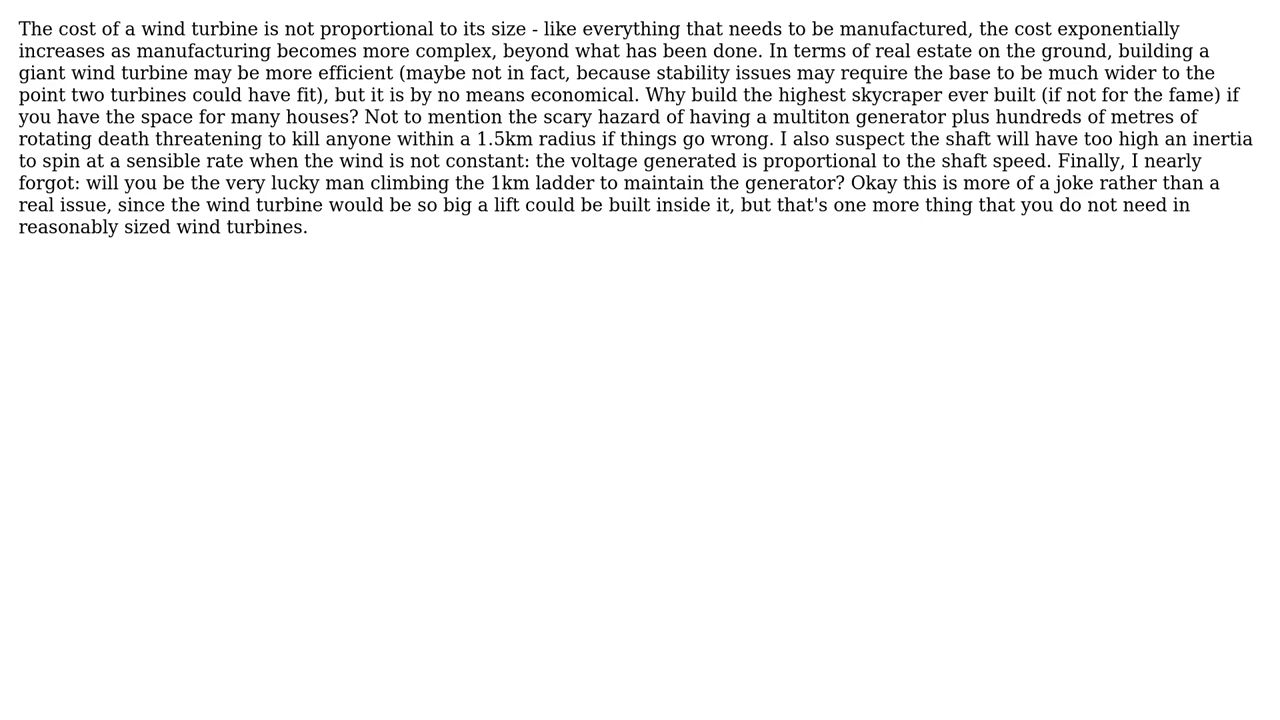 The cost of a wind turbine is not proportional to its size - like everything that needs to be manufactured, the cost exponentially
increases as manufacturing becomes more complex, beyond what has been done. In terms of real estate on the ground, building a
giant wind turbine may be more efficient (maybe not in fact, because stability issues may require the base to be much wider to the
point two turbines could have fit), but it is by no means economical. Why build the highest skycraper ever built (if not for the fame) if
you have the space for many houses? Not to mention the scary hazard of having a multiton generator plus hundreds of metres of
rotating death threatening to kill anyone within a 1.5km radius if things go wrong. I also suspect the shaft will have too high an inertia
to spin at a sensible rate when the wind is not constant: the voltage generated is proportional to the shaft speed. Finally, I nearly
forgot: will you be the very lucky man climbing the 1km ladder to maintain the generator? Okay this is more of a joke rather than a
real issue, since the wind turbine would be so big a lift could be built inside it, but that's one more thing that you do not need in
reasonably sized wind turbines.